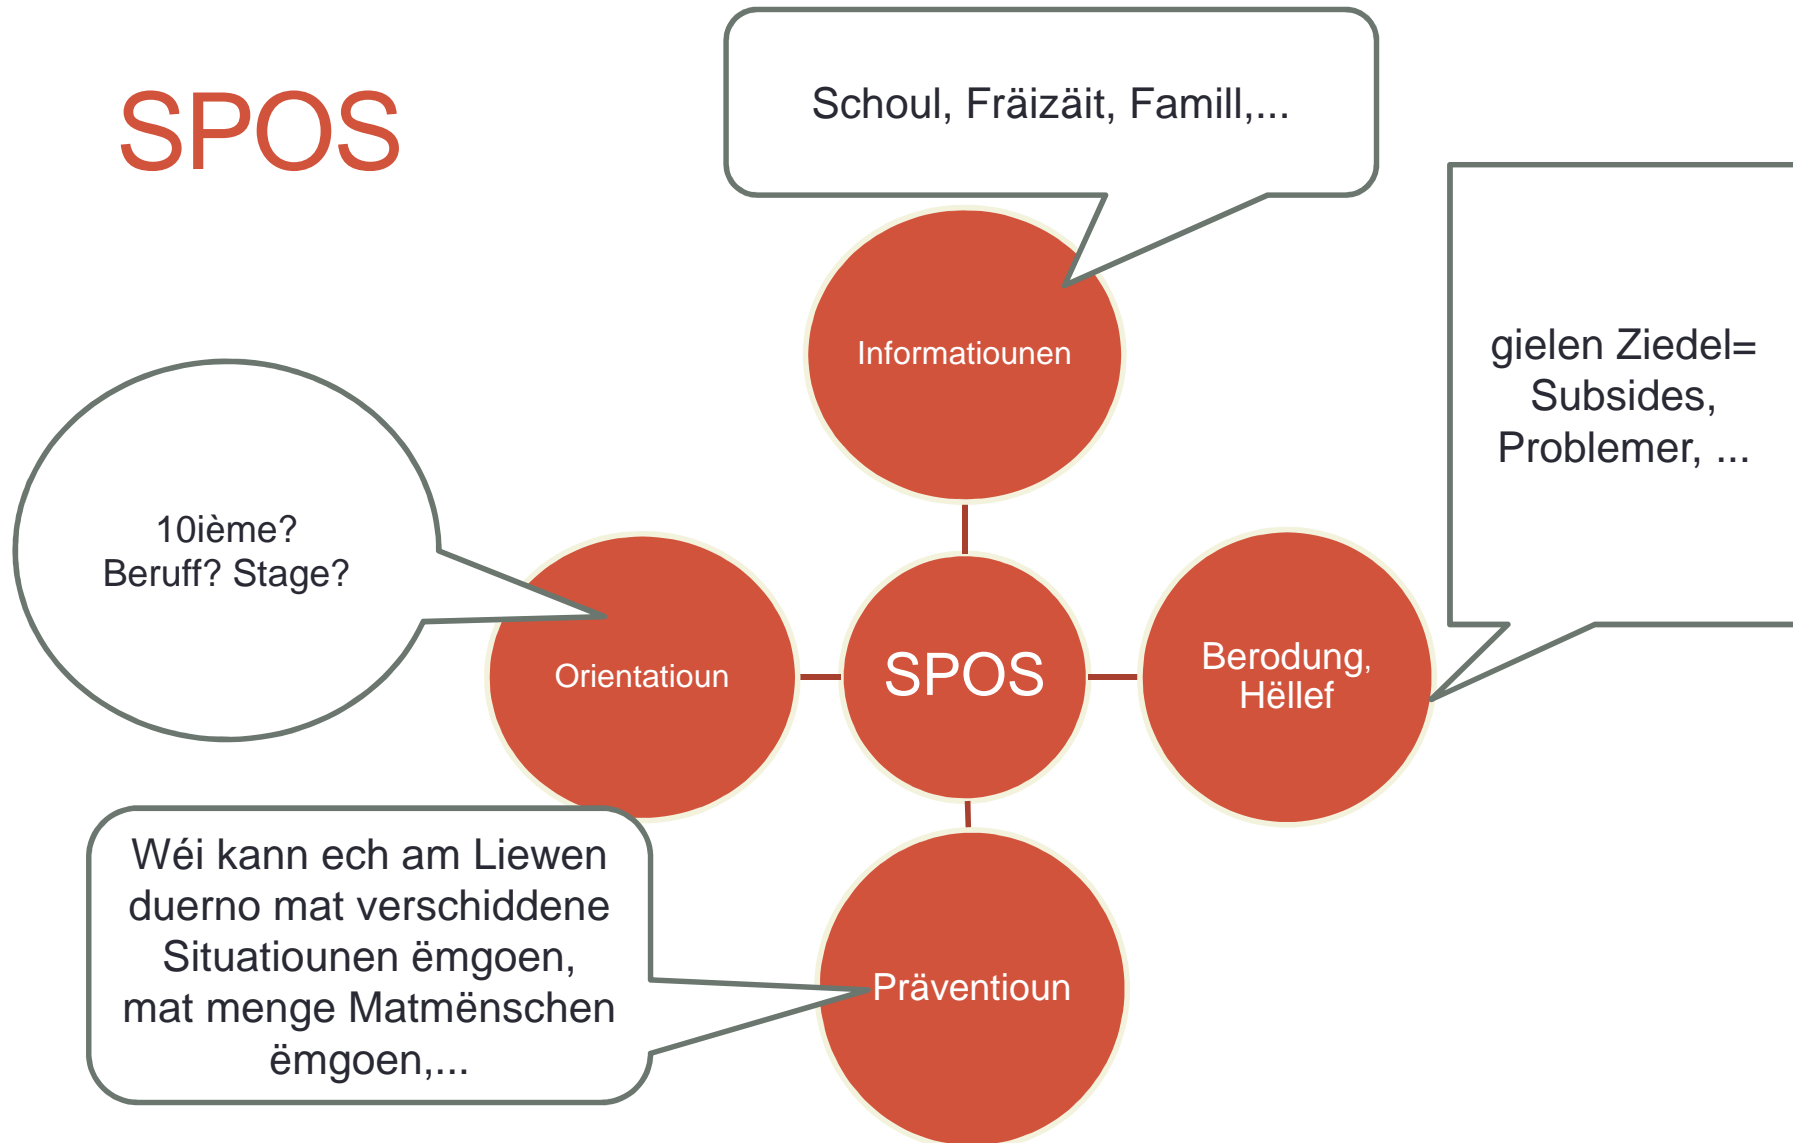 SPOS
Schoul, Fräizäit, Famill,...
Informatiounen
gielen Ziedel=
Subsides,
Problemer, ...
10ième?
Beruff? Stage?
Orientatioun
SPOS
Berodung,
Hëllef
Wéi kann ech am Liewen
duerno mat verschiddene
Situatiounen ëmgoen,
mat menge Matmënschen
ëmgoen,...
Präventioun